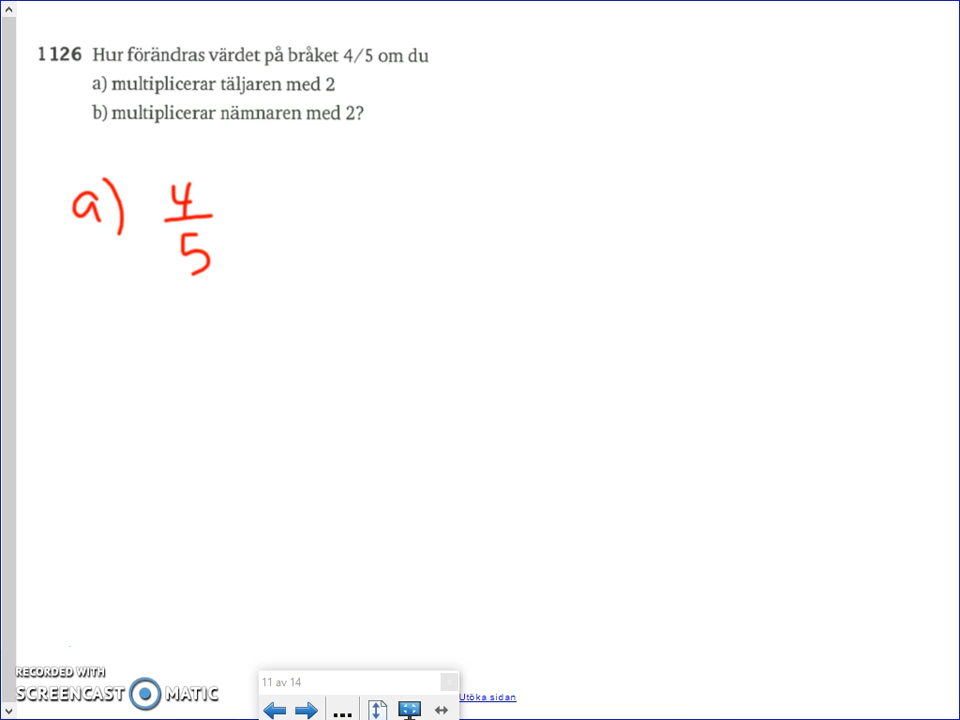 1126 Hur förändras värdet på bråket 4/5 om du
a) multiplicerar täljaren med 2
b) multiplicerar nämnaren med 2?
a) 4
5
RECORDED WITH
SCREENCAST MATIC
11 av 14
...
Utöka sidan